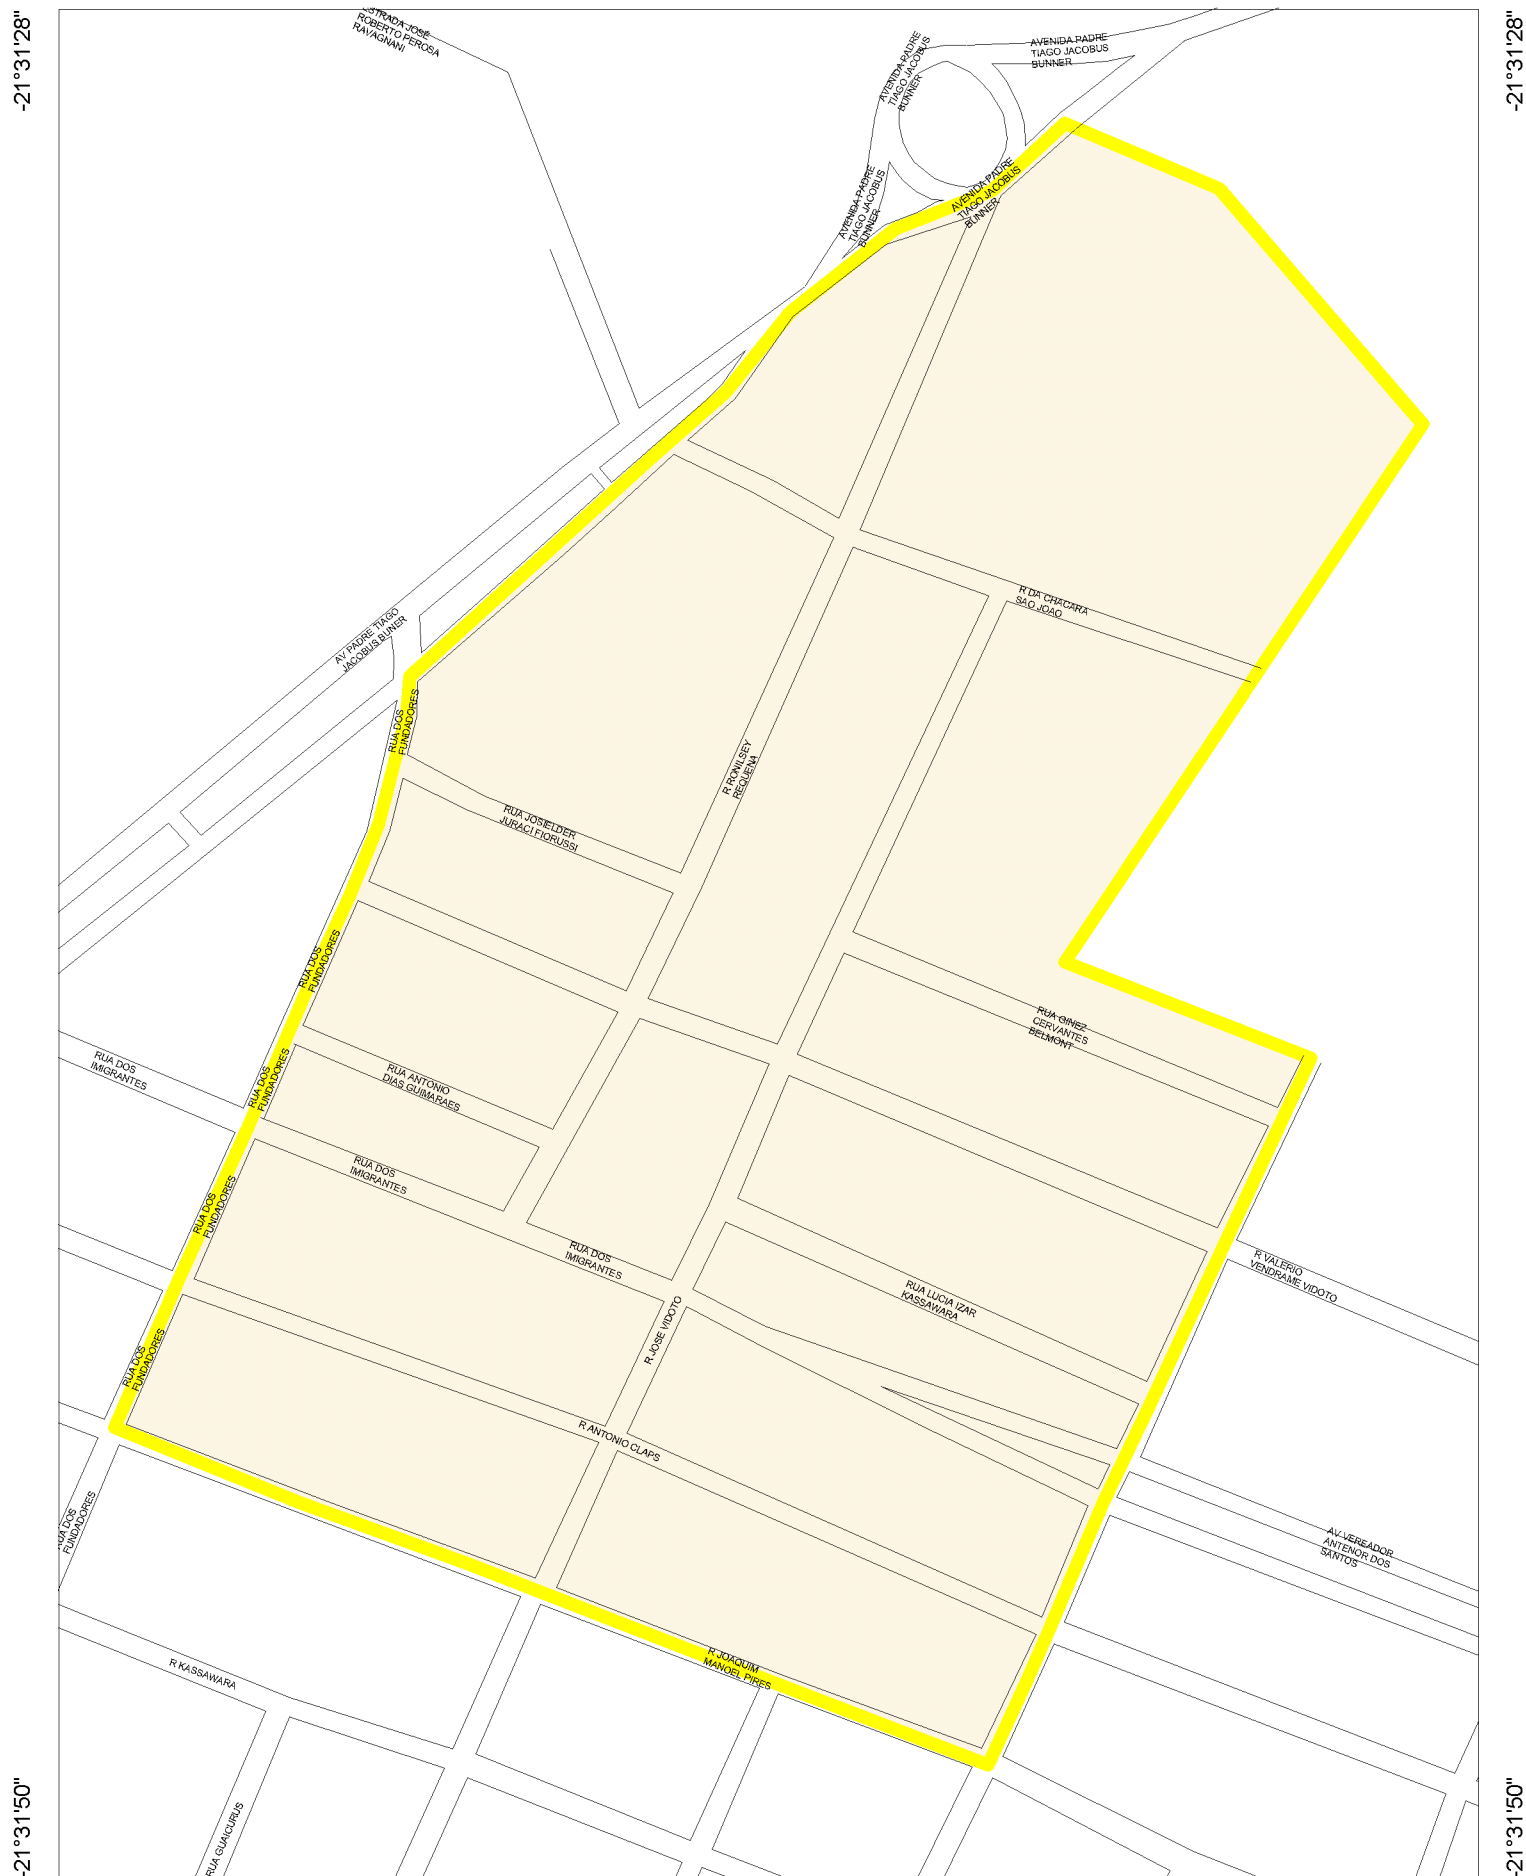 -21°31'28"
-21°31'28"
ESTRADA JOSÉ
ROBERTO PEROSA
RAVAGNANI
AVENIDA PADRE
TIAGO JACOBUS
BUNNER
AVENIDA PADRE
TIAGO JACOBUS
BUNNER
AVENIDA PADRE
TIAGO JACOBUS
BUNNER
AVENIDA PADRE
TIAGO JACOBUS
BUNNER
R DA CHACARA
SAO JOAO
AV PADRE TIAGO
JACOBUS BUNER
RUA DOS
FUNDADORES
R RONILSEY
REQUENA
RUA JOSIELDER
JURACI FIORUSSI
RUA DOS
FUNDADORES
RUA GINEZ
CERVANTES
BELMONT
RUA DOS
IMIGRANTES
RUA DOS
FUNDADORES
RUA ANTONIO
DIAS GUIMARAES
RUA DOS
IMIGRANTES
RUA DOS
FUNDADORES
RUA DOS
IMIGRANTES
R VALERIO
VENDRAME VIDOTO
RUA LUCIA IZAR
KASSAWARA
R JOSE VIDOTO
RUA DOS
FUNDADORES
R ANTONIO CLAPS
RUA DOS
FUNDADORES
AV VEREADOR
ANTENOR DOS
SANTOS
R JOAQUIM
MANOEL PIRES
R KASSAWARA
RUA GUAICURUS
-21°31'50"
-21°31'50"